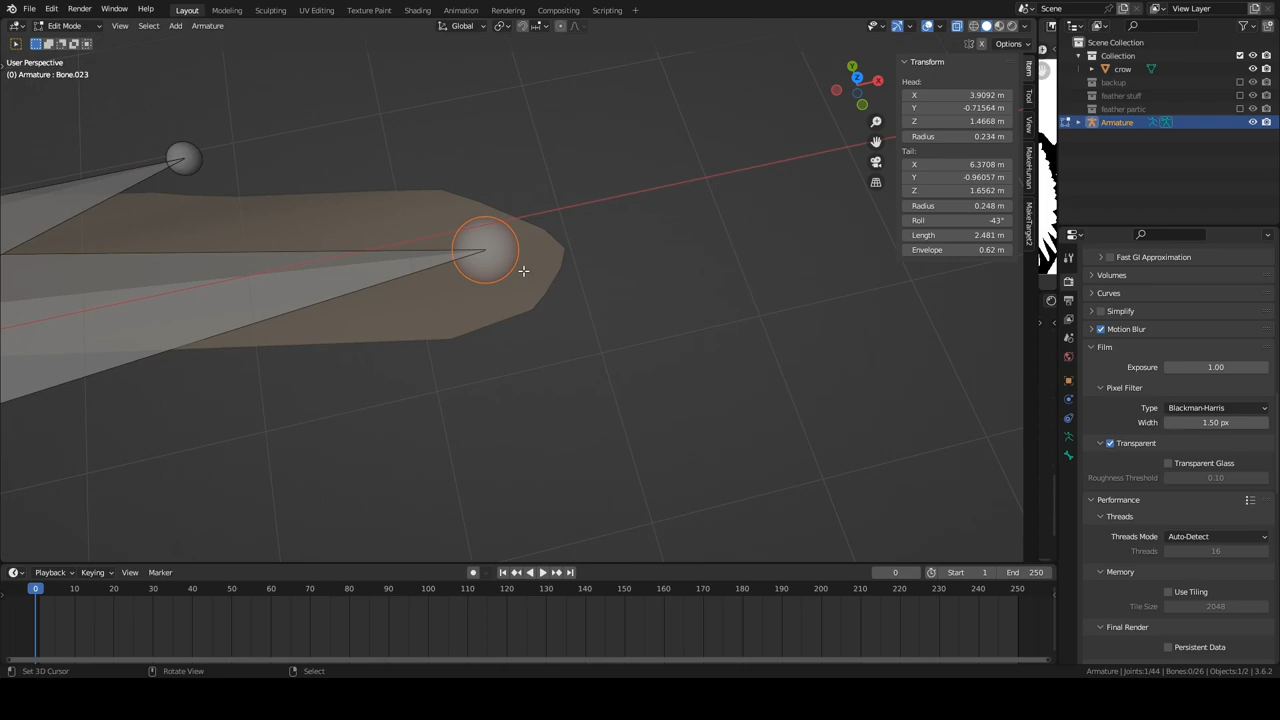 File Edit Render Window Help Layout Modeling Sculpting UV Editing Texture Paint Shading Animation Rendering Compositing Scripting + Scene View Layer
Edit Mode View Select Add Armature Global
X Options
User Perspective
(0) Armature : Bone.023
Y
Z
X
Transform
Head:
X 3.9092 m
Y -0.71564 m
Z 1.4668 m
Radius 0.234 m
Tail:
X 6.3708 m
Y -0.96057 m
Z 1.6562 m
Radius 0.248 m
Roll -43°
Length 2.481 m
Envelope 0.62 m
Item
Tool
View
MakeHuman
MakeTarget2
Scene Collection
Collection
crow
backup
feather stuff
feather partic
Armature
Fast GI Approximation
Volumes
Curves
Simplify
Motion Blur
Film
Exposure 1.00
Pixel Filter
Type Blackman-Harris
Width 1.50 px
Transparent
Transparent Glass
Roughness Threshold 0.10
Performance
Threads
Threads Mode Auto-Detect
Threads 16
Memory
Use Tiling
Tile Size 2048
Final Render
Persistent Data
Playback Keying View Marker 0 Start 1 End 250
0 10 20 30 40 50 60 70 80 90 100 110 120 130 140 150 160 170 180 190 200 210 220 230 240 250
Set 3D Cursor Rotate View Select Armature | Joints:1/44 | Bones:0/26 | Objects:1/2 | 3.6.2